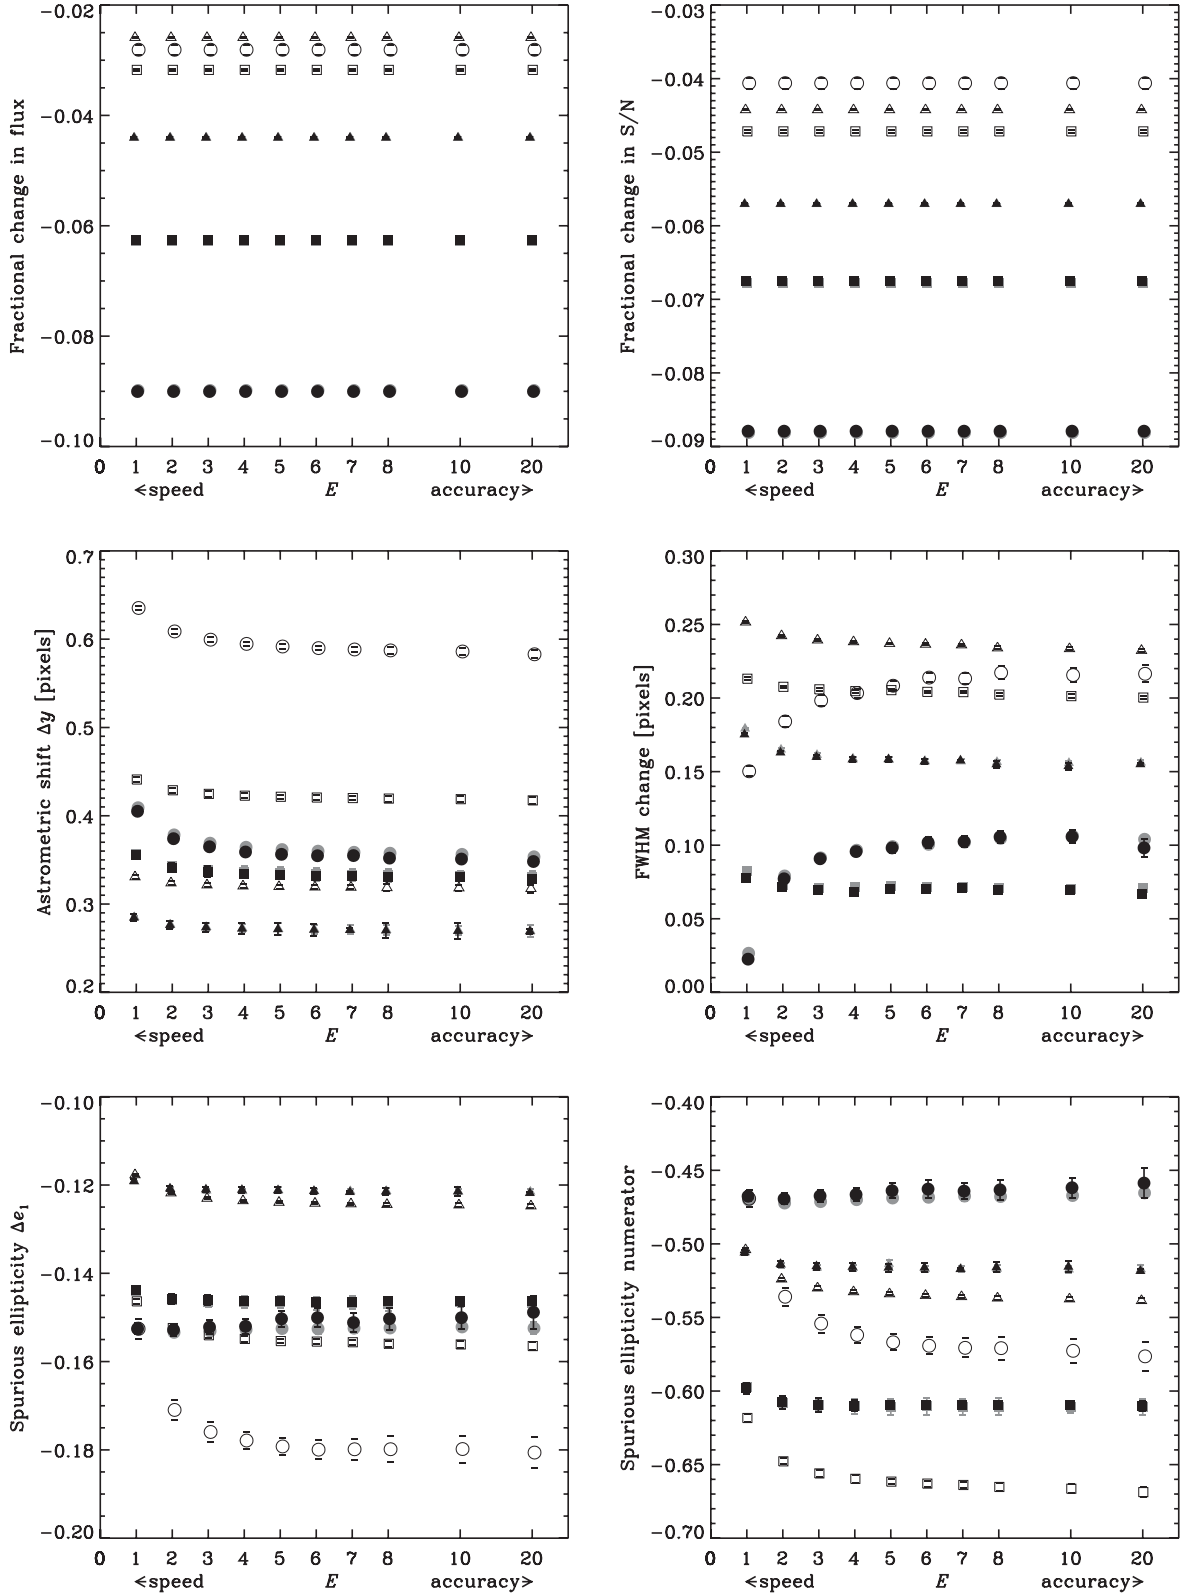 −0.02
−0.04
−0.06
−0.08
−0.10
Fractional change in flux
0 1 2 3 4 5 6 7 8 10 20
<speed E accuracy>
−0.04
−0.05
−0.06
−0.07
−0.08
−0.09
Fractional change in S/N
0 1 2 3 4 5 6 7 8 10 20
<speed E accuracy>
0.7
0.6
0.5
0.4
0.3
0.2
Astrometric shift Δy [pixels]
0 1 2 3 4 5 6 7 8 10 20
<speed E accuracy>
0.30
0.25
0.20
0.15
0.10
0.05
0.00
FWHM change [pixels]
0 1 2 3 4 5 6 7 8 10 20
<speed E accuracy>
−0.10
−0.12
−0.14
−0.16
−0.18
−0.20
Spurious ellipticity Δe₁
0 1 2 3 4 5 6 7 8 10 20
<speed E accuracy>
−0.40
−0.45
−0.50
−0.55
−0.60
−0.65
−0.70
Spurious ellipticity numerator
0 1 2 3 4 5 6 7 8 10 20
<speed E accuracy>